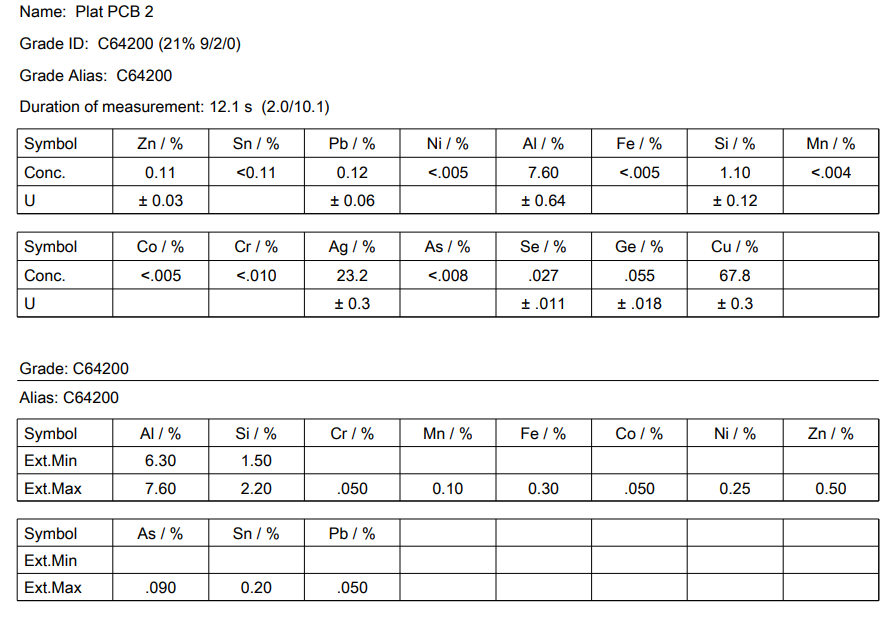 Name: Plat PCB 2
Grade ID: C64200 (21% 9/2/0)
Grade Alias: C64200
Duration of measurement: 12.1 s (2.0/10.1)
Symbol Zn / % Sn / % Pb / % Ni / % Al / % Fe / % Si / % Mn / %
Conc. 0.11 <0.11 0.12 <.005 7.60 <.005 1.10 <.004
U ± 0.03 ± 0.06 ± 0.64 ± 0.12
Symbol Co / % Cr / % Ag / % As / % Se / % Ge / % Cu / %
Conc. <.005 <.010 23.2 <.008 .027 .055 67.8
U ± 0.3 ± .011 ± .018 ± 0.3
Grade: C64200
Alias: C64200
Symbol Al / % Si / % Cr / % Mn / % Fe / % Co / % Ni / % Zn / %
Ext.Min 6.30 1.50
Ext.Max 7.60 2.20 .050 0.10 0.30 .050 0.25 0.50
Symbol As / % Sn / % Pb / %
Ext.Min
Ext.Max .090 0.20 .050